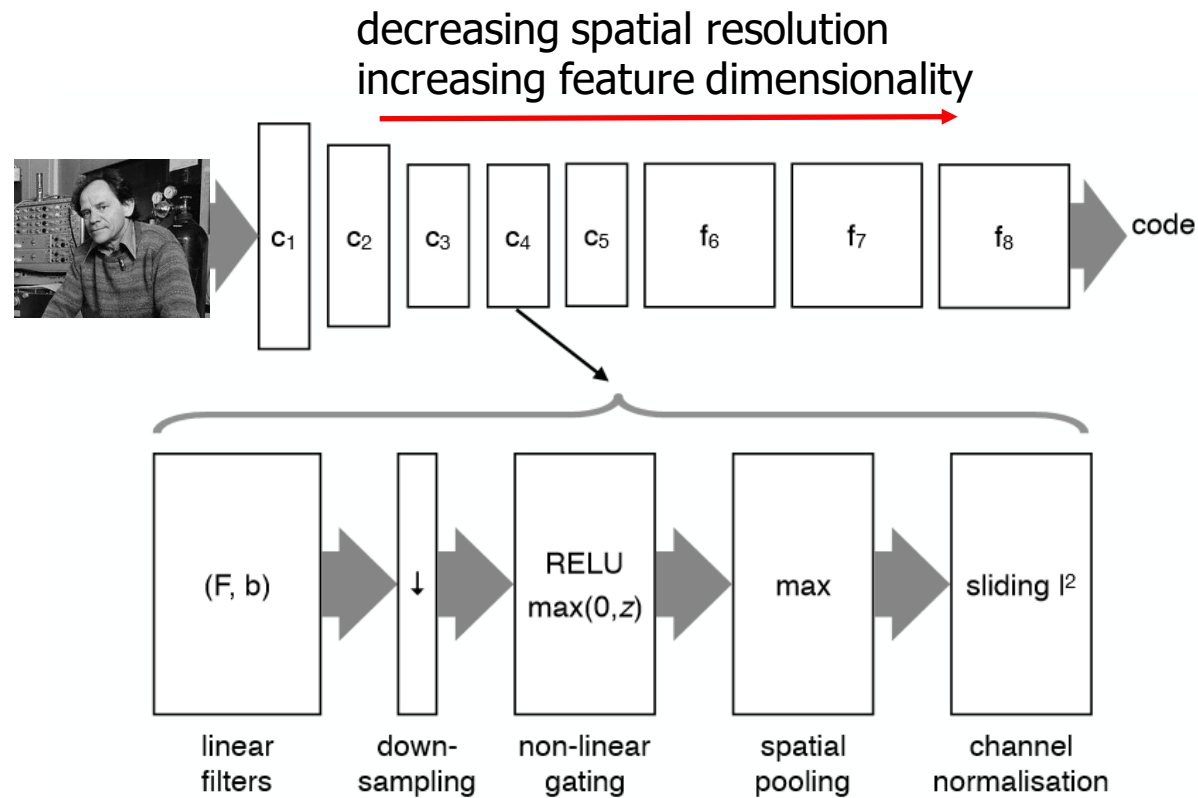 decreasing spatial resolution
increasing feature dimensionality
c₁
c₂
c₃
c₄
c₅
f₆
f₇
f₈
code
(F, b)
↓
RELU
max(0,z)
max
sliding l²
linear
filters
down-
sampling
non-linear
gating
spatial
pooling
channel
normalisation